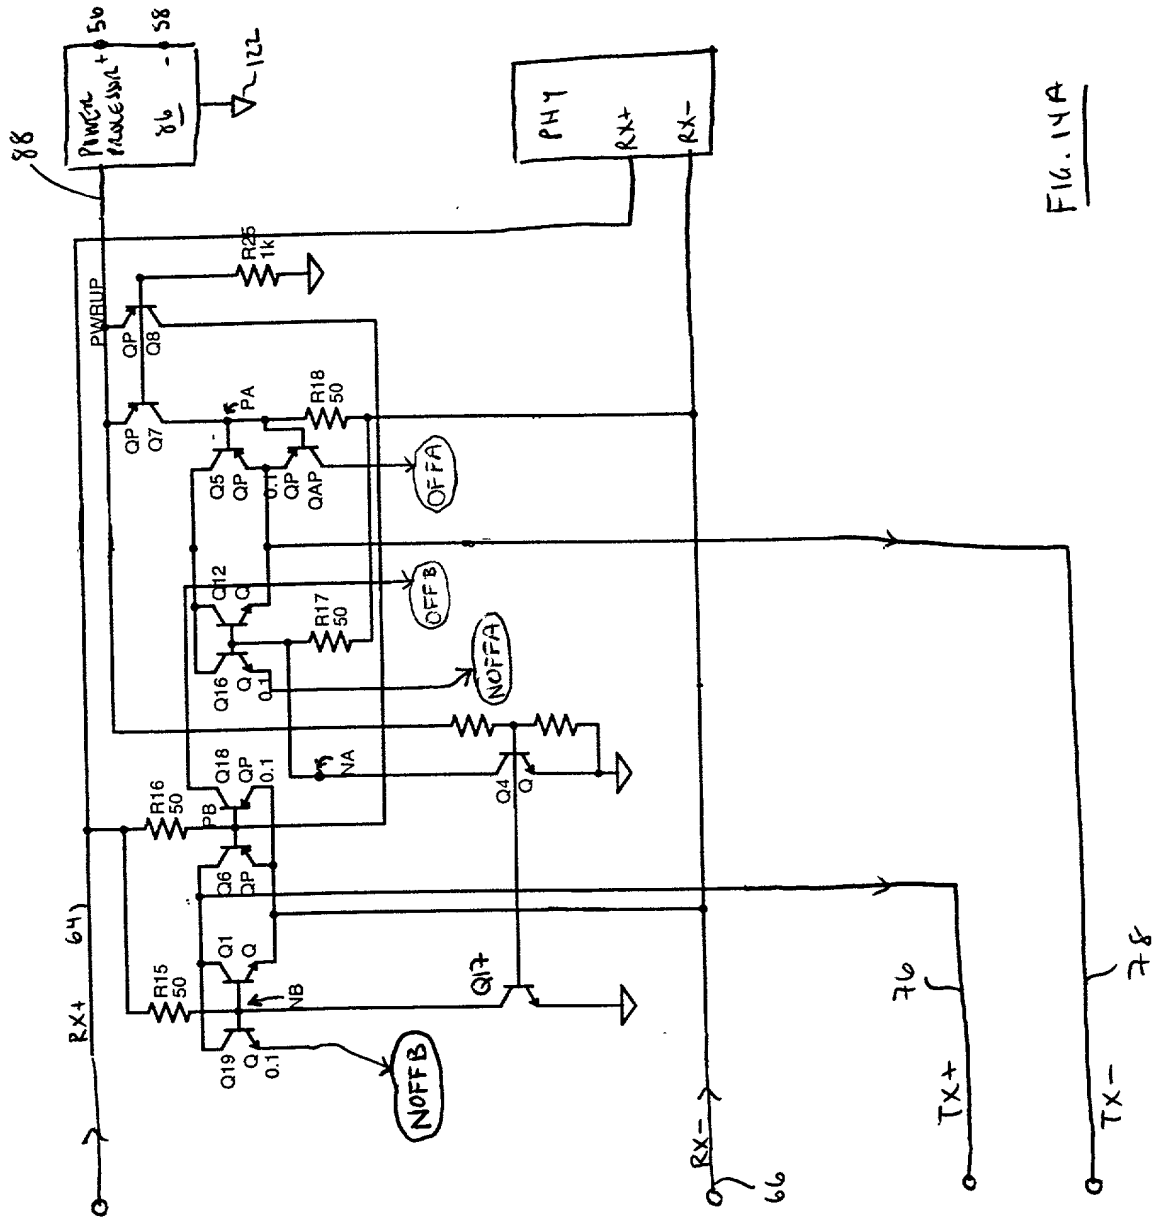 88
POWER
PROCESSOR
+
56
86
-
58
122
PHY
RX+
RX-
PWRUP
QP
Q8
R25
1k
QP
Q7
PA
R18
50
Q5
QP
0.1
QP
QAP
OFFA
Q12
Q
OFFB
R17
50
Q16
Q
0.1
NOFFA
NA
Q4
Q
Q18
QP
0.1
PB
R16
50
Q6
QP
Q1
Q
R15
50
NB
Q19
Q
0.1
NOFFB
Q17
RX+
64
RX-
66
TX+
76
TX-
78
FIG. 14A